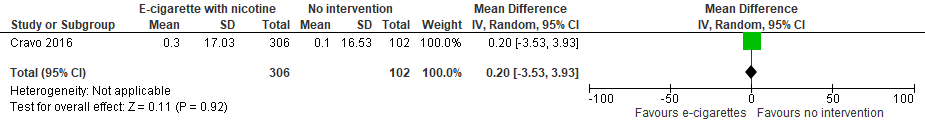 E-cigarette with nicotine No intervention Mean Difference Mean Difference
Study or Subgroup Mean SD Total Mean SD Total Weight IV, Random, 95% CI IV, Random, 95% CI
Cravo 2016 0.3 17.03 306 0.1 16.53 102 100.0% 0.20 [-3.53, 3.93]
Total (95% CI) 306 102 100.0% 0.20 [-3.53, 3.93]
Heterogeneity: Not applicable
Test for overall effect: Z = 0.11 (P = 0.92)
-100 -50 0 50 100
Favours e-cigarettes Favours no intervention